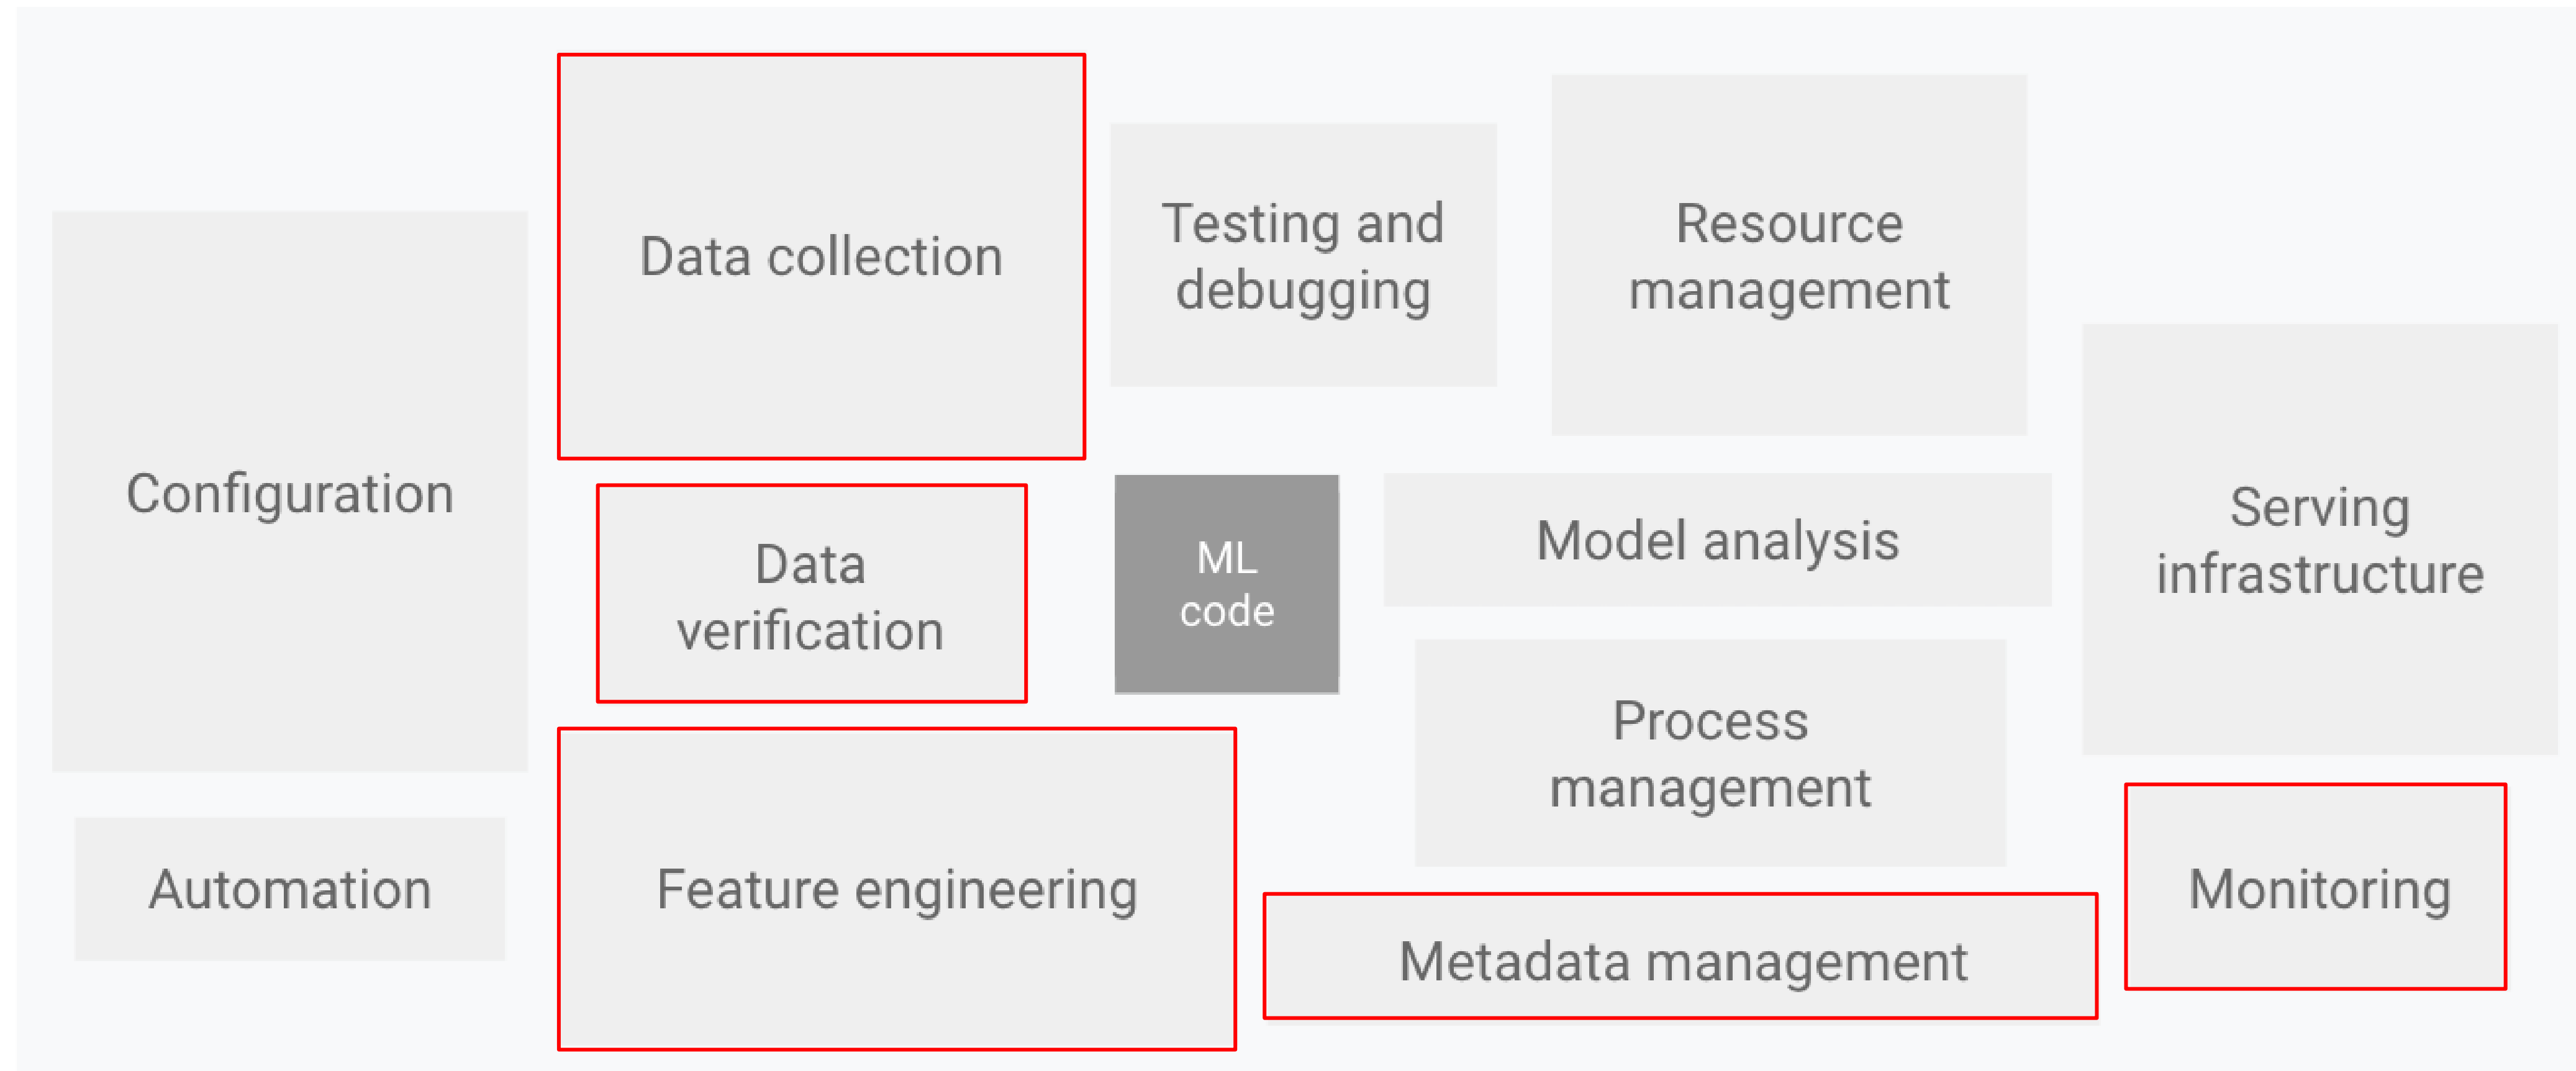 Data collection
Testing and
debugging
Resource
management
Configuration
Data
verification
ML
code
Model analysis
Serving
infrastructure
Process
management
Automation
Feature engineering
Metadata management
Monitoring